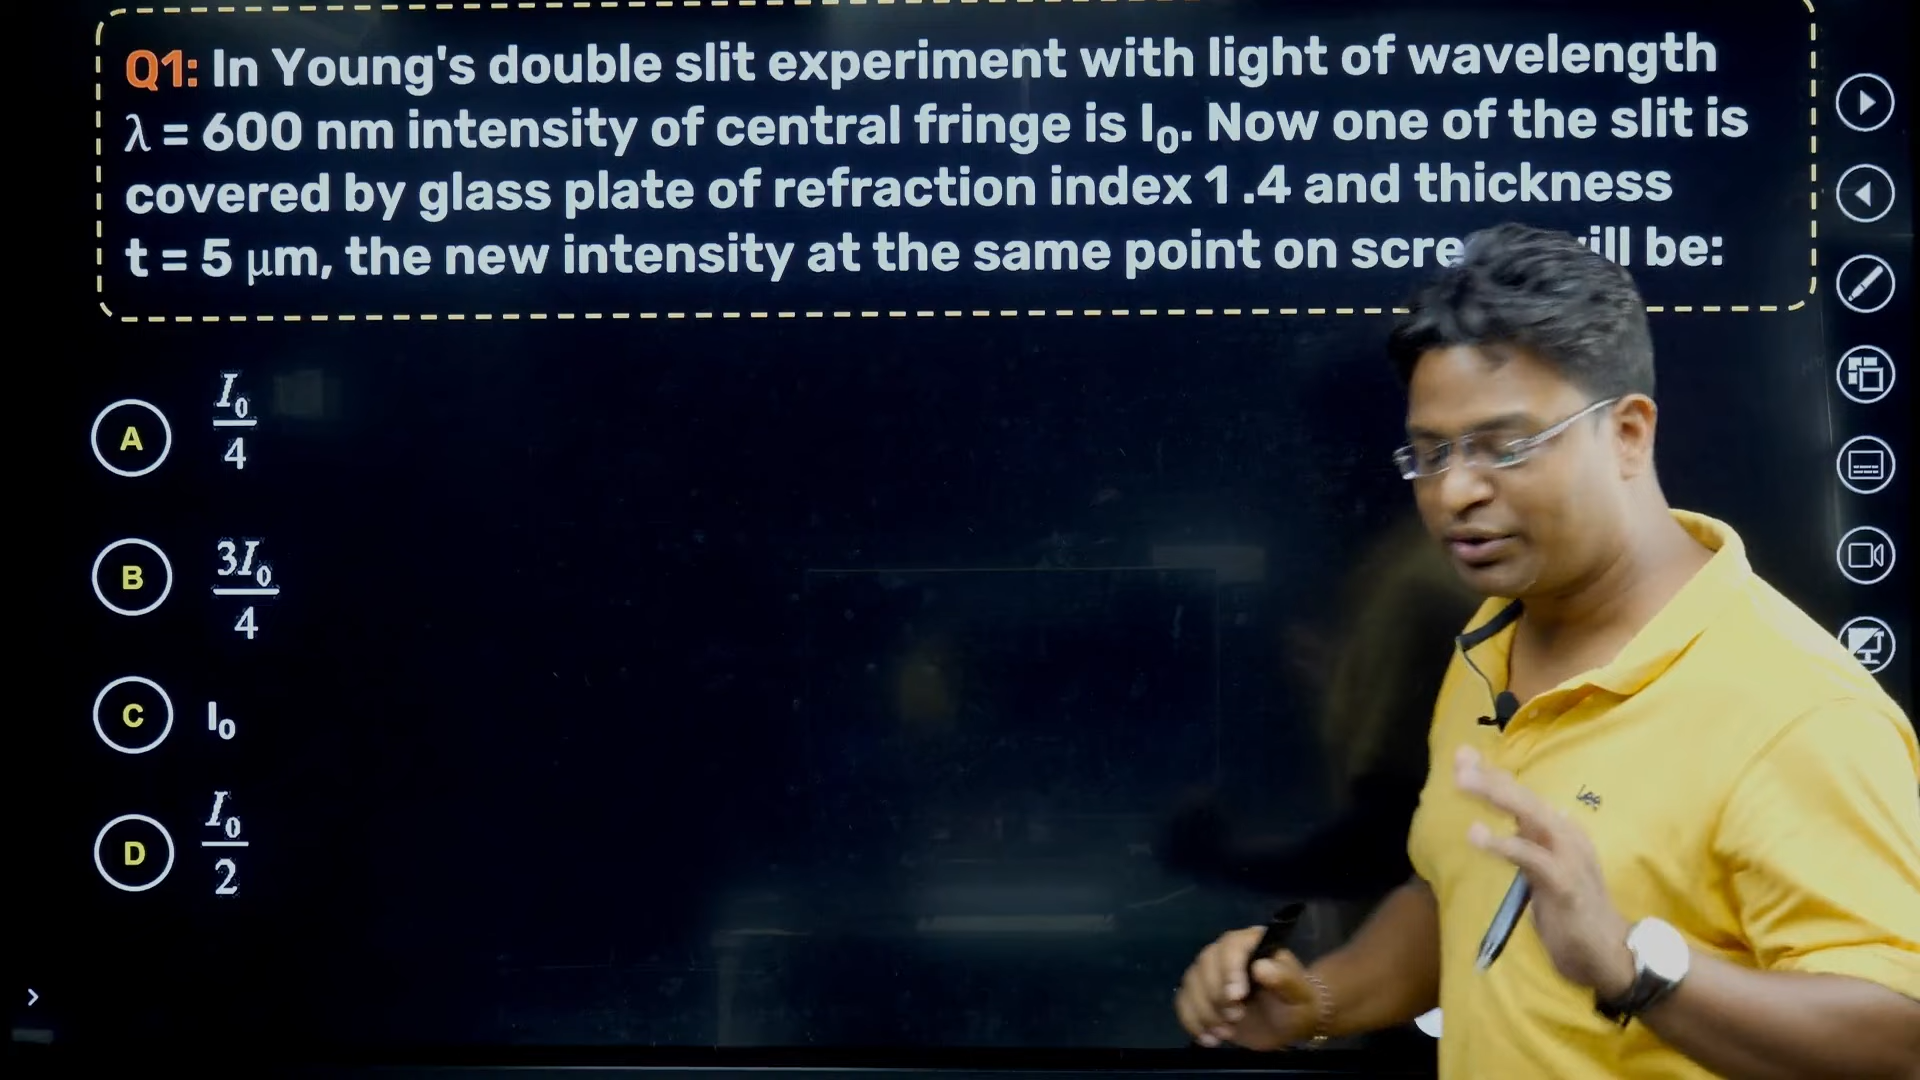 Q1: In Young's double slit experiment with light of wavelength
λ = 600 nm intensity of central fringe is I₀. Now one of the slit is
covered by glass plate of refraction index 1 .4 and thickness
t = 5 μm, the new intensity at the same point on scre ill be:
A I₀/4
B 3I₀/4
C I₀
D I₀/2
Lee